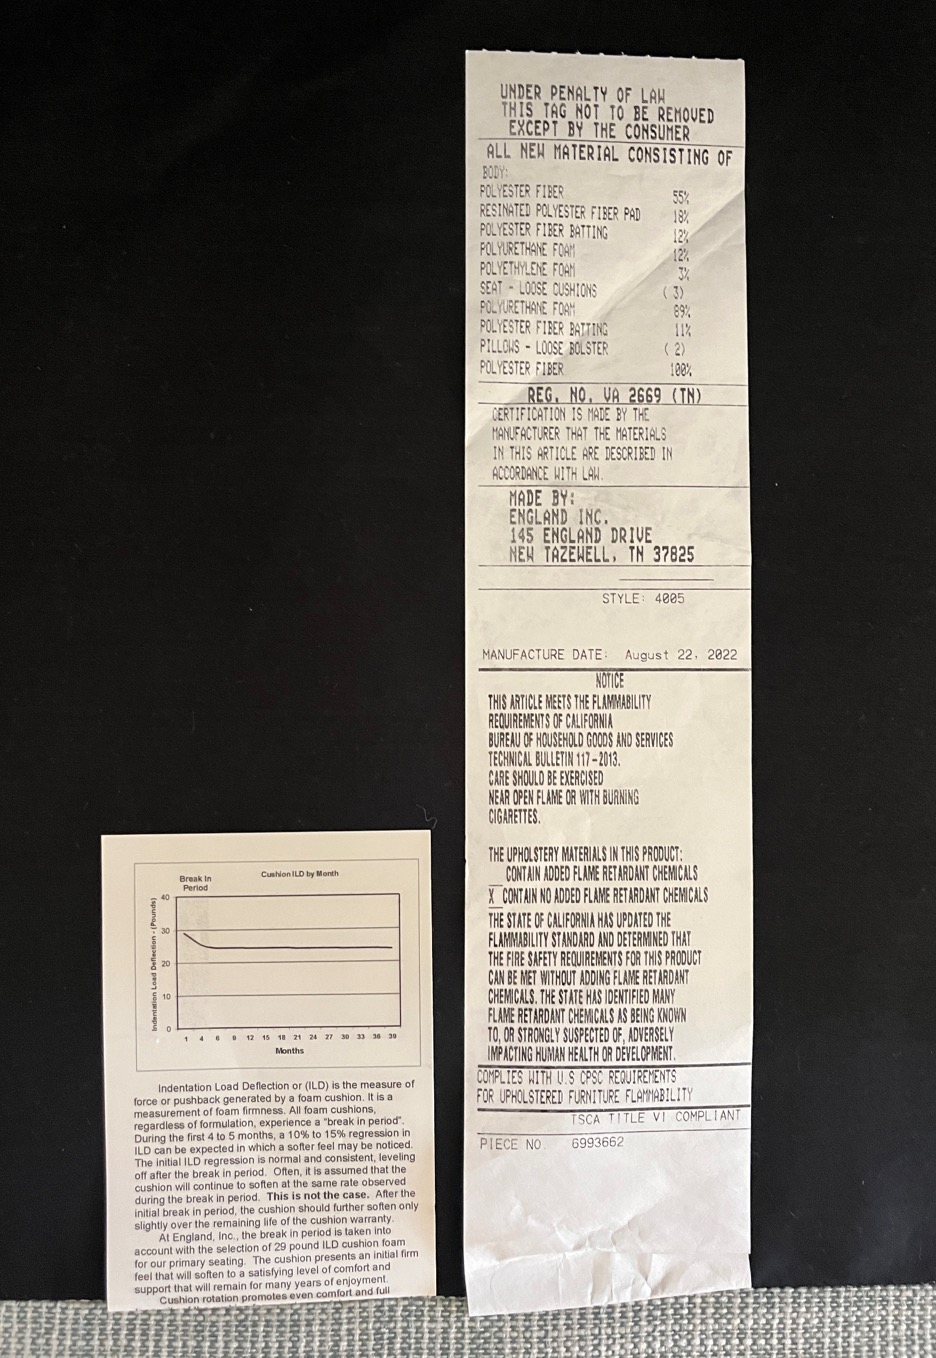 UNDER PENALTY OF LAW
THIS TAG NOT TO BE REMOVED
EXCEPT BY THE CONSUMER
ALL NEW MATERIAL CONSISTING OF
BODY:
POLYESTER FIBER 55%
RESINATED POLYESTER FIBER PAD 18%
POLYESTER FIBER BATTING 12%
POLYURETHANE FOAM 12%
POLYETHYLENE FOAM 3%
SEAT - LOOSE CUSHIONS ( 3)
POLYURETHANE FOAM 89%
POLYESTER FIBER BATTING 11%
PILLOWS - LOOSE BOLSTER ( 2)
POLYESTER FIBER 100%
REG. NO. VA 2669 (TN)
CERTIFICATION IS MADE BY THE
MANUFACTURER THAT THE MATERIALS
IN THIS ARTICLE ARE DESCRIBED IN
ACCORDANCE WITH LAW.
MADE BY:
ENGLAND INC.
145 ENGLAND DRIVE
NEW TAZEWELL, TN 37825
STYLE: 4005
MANUFACTURE DATE: August 22, 2022
NOTICE
THIS ARTICLE MEETS THE FLAMMABILITY
REQUIREMENTS OF CALIFORNIA
BUREAU OF HOUSEHOLD GOODS AND SERVICES
TECHNICAL BULLETIN 117-2013.
CARE SHOULD BE EXERCISED
NEAR OPEN FLAME OR WITH BURNING
CIGARETTES.
THE UPHOLSTERY MATERIALS IN THIS PRODUCT:
CONTAIN ADDED FLAME RETARDANT CHEMICALS
X CONTAIN NO ADDED FLAME RETARDANT CHEMICALS
THE STATE OF CALIFORNIA HAS UPDATED THE
FLAMMABILITY STANDARD AND DETERMINED THAT
THE FIRE SAFETY REQUIREMENTS FOR THIS PRODUCT
CAN BE MET WITHOUT ADDING FLAME RETARDANT
CHEMICALS. THE STATE HAS IDENTIFIED MANY
FLAME RETARDANT CHEMICALS AS BEING KNOWN
TO, OR STRONGLY SUSPECTED OF, ADVERSELY
IMPACTING HUMAN HEALTH OR DEVELOPMENT.
COMPLIES WITH U.S CPSC REQUIREMENTS
FOR UPHOLSTERED FURNITURE FLAMMABILITY
TSCA TITLE VI COMPLIANT
PIECE NO 6993662
Break In
Period
Cushion ILD by Month
Indentation Load Deflection - (Pounds)
40
30
20
10
0
1 4 6 9 12 15 18 21 24 27 30 33 36 39
Months
Indentation Load Deflection or (ILD) is the measure of
force or pushback generated by a foam cushion. It is a
measurement of foam firmness. All foam cushions,
regardless of formulation, experience a "break in period".
During the first 4 to 5 months, a 10% to 15% regression in
ILD can be expected in which a softer feel may be noticed.
The initial ILD regression is normal and consistent, leveling
off after the break in period. Often, it is assumed that the
cushion will continue to soften at the same rate observed
during the break in period. This is not the case. After the
initial break in period, the cushion should further soften only
slightly over the remaining life of the cushion warranty.
At England, Inc., the break in period is taken into
account with the selection of 29 pound ILD cushion foam
for our primary seating. The cushion presents an initial firm
feel that will soften to a satisfying level of comfort and
support that will remain for many years of enjoyment.
Cushion rotation promotes even comfort and full